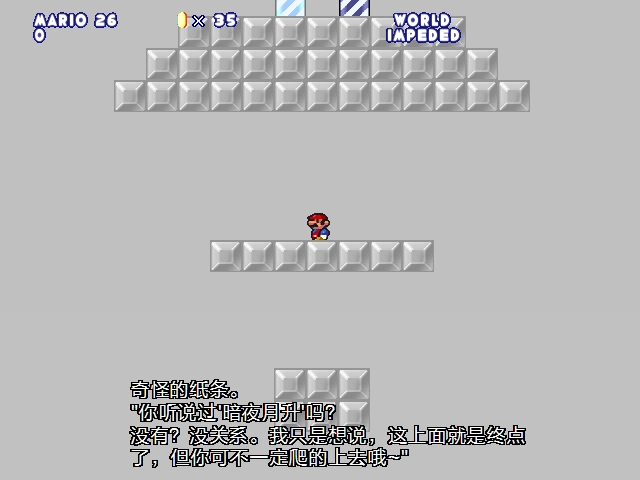 MARIO 26
× 35
WORLD
0
IMPEDED
奇怪的纸条。
"你听说过'暗夜月升'吗?
没有? 没关系。我只是想说，这上面就是终点
了，但你可不一定爬的上去哦~"